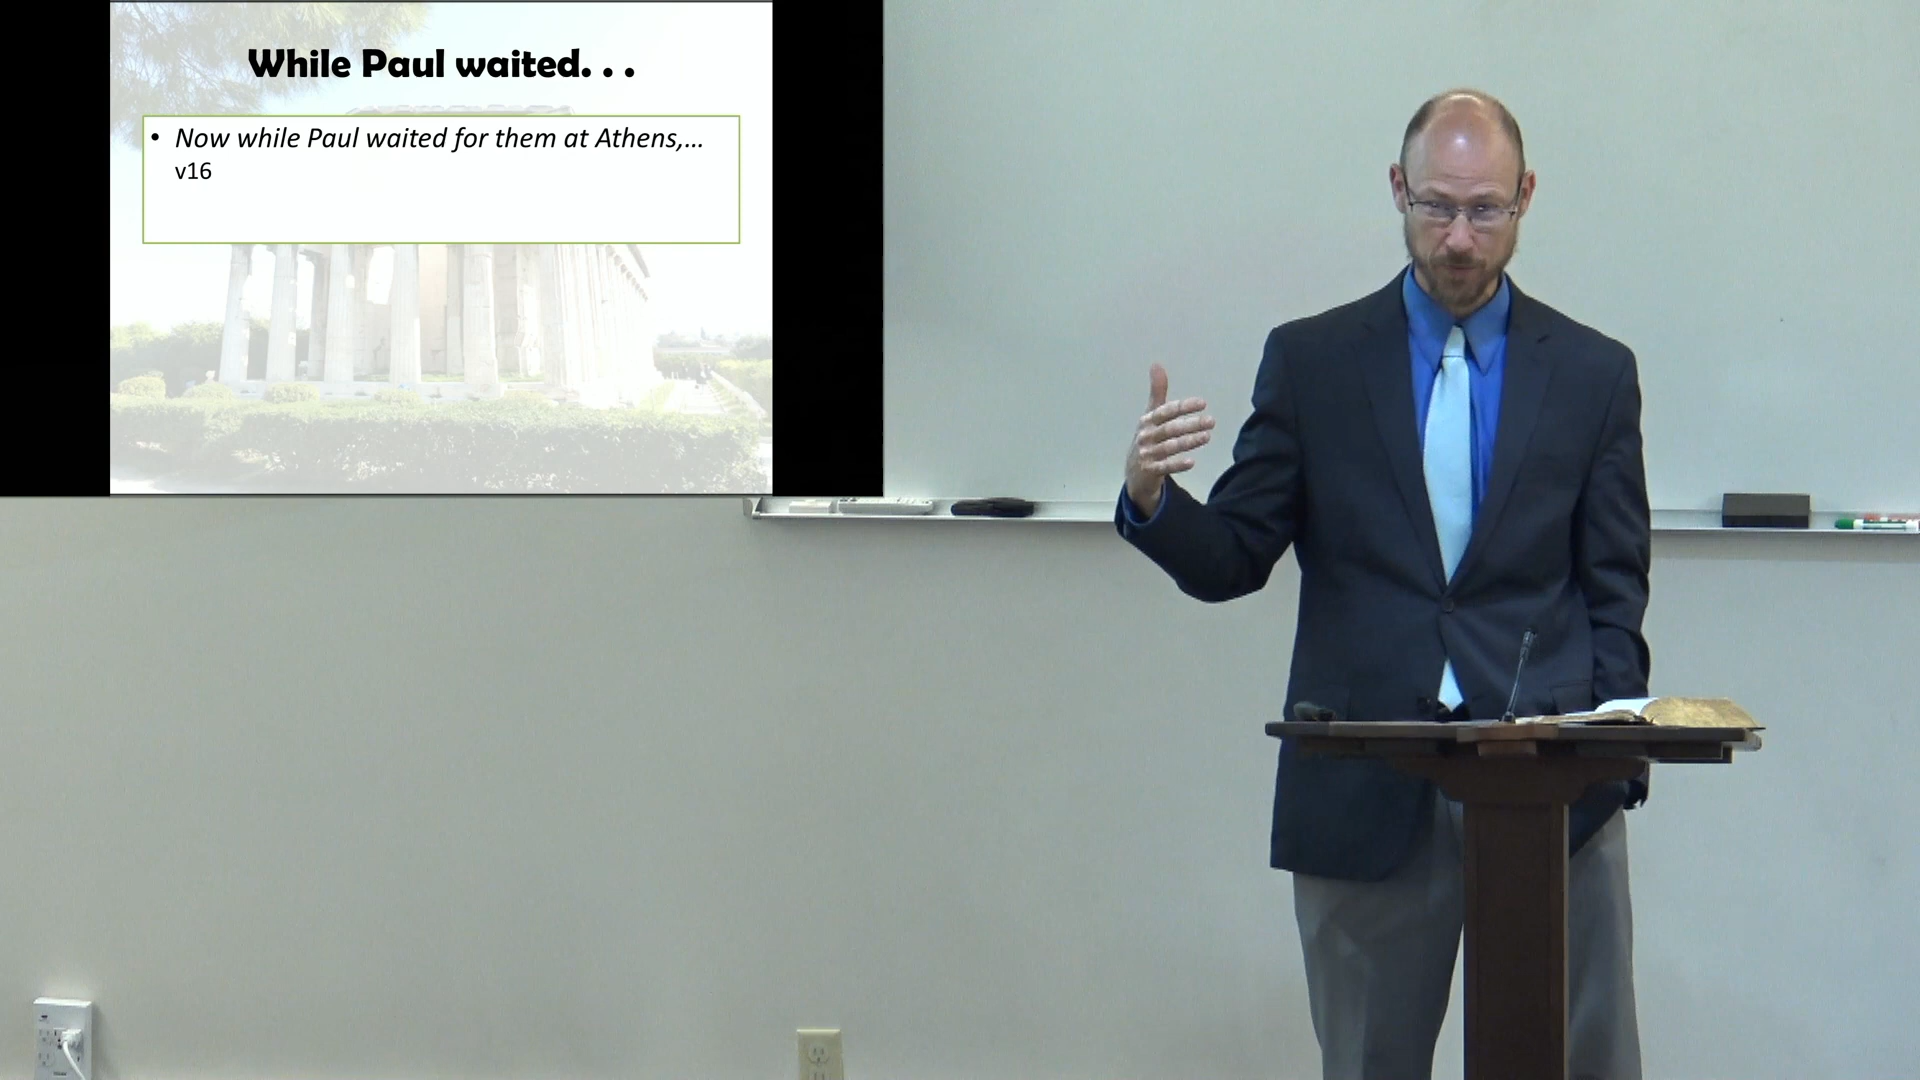 While Paul waited. . .
• Now while Paul waited for them at Athens,...
v16